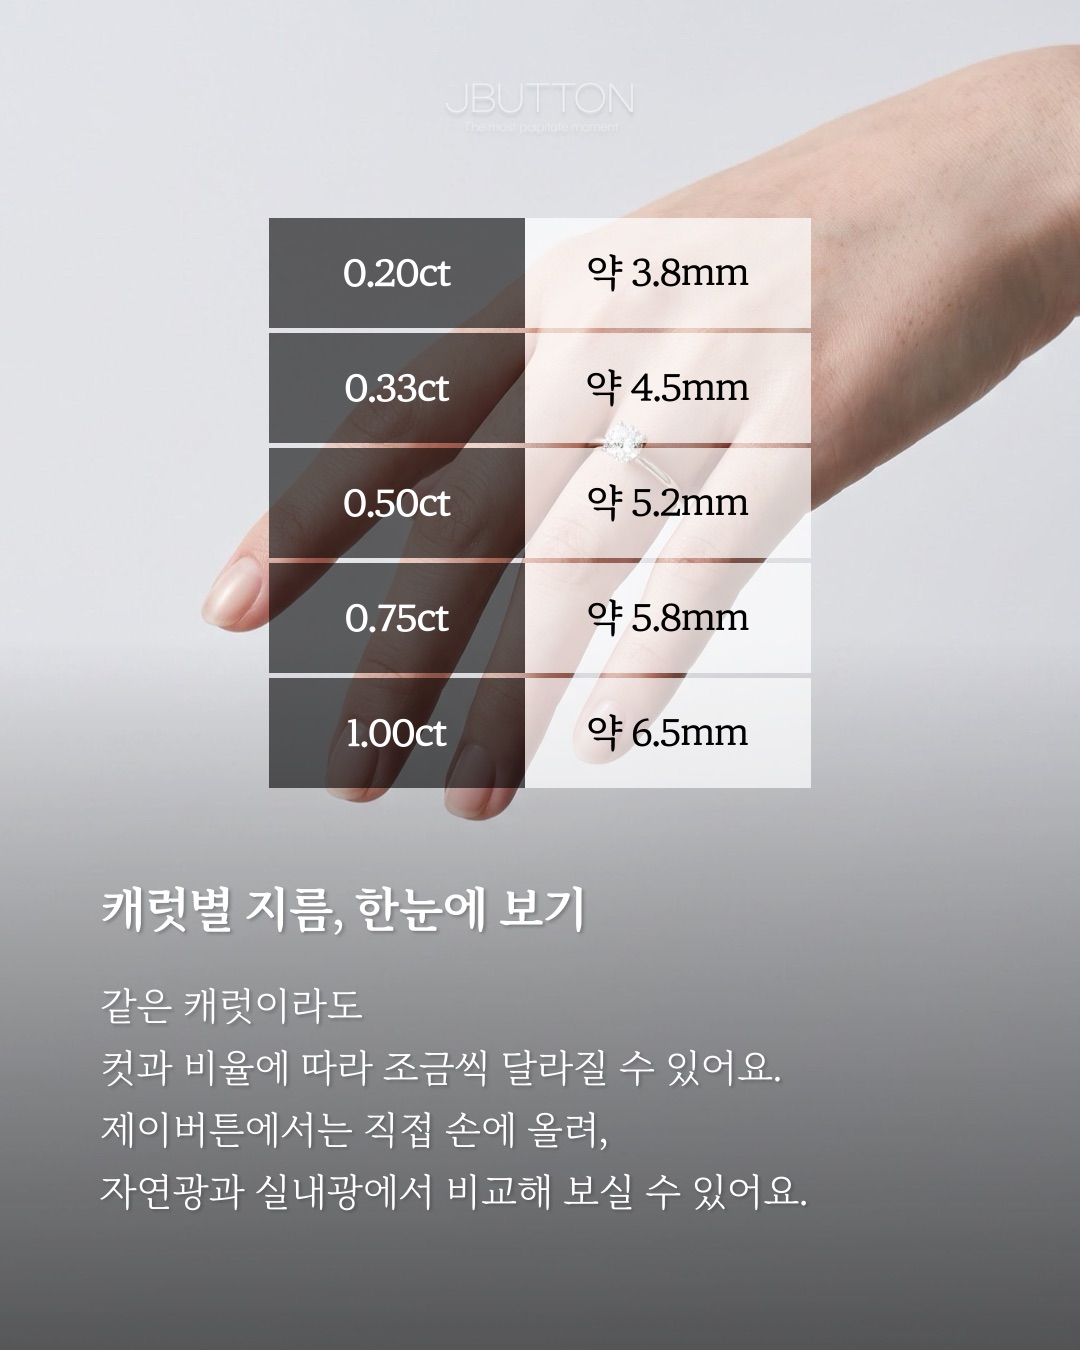 JBUTTON
0.20ct 약 3.8mm
0.33ct 약 4.5mm
0.50ct 약 5.2mm
0.75ct 약 5.8mm
1.00ct 약 6.5mm
캐럿별 지름, 한눈에 보기
같은 캐럿이라도
컷과 비율에 따라 조금씩 달라질 수 있어요.
제이버튼에서는 직접 손에 올려,
자연광과 실내광에서 비교해 보실 수 있어요.